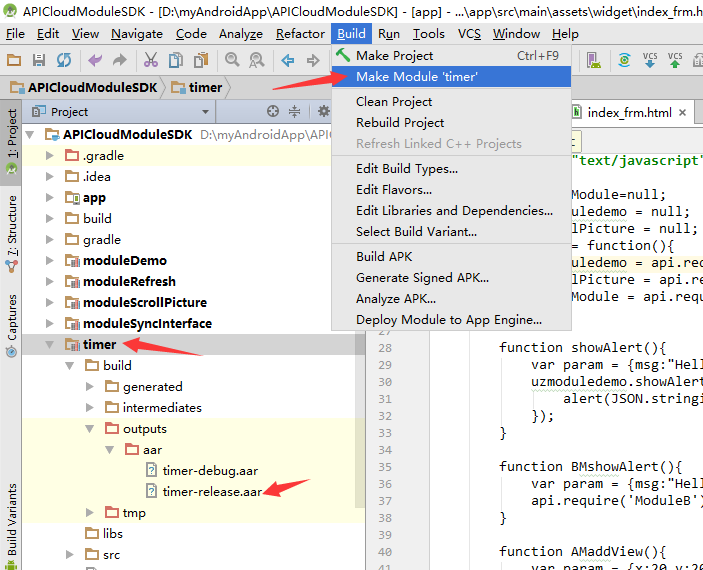 APICloudModuleSDK - [D:\myAndroidApp\APICloudModuleSDK] - [app] - ...\app\src\main\assets\widget\index_frm.h
File Edit View Navigate Code Analyze Refactor Build Run Tools VCS Window Help
APICloudModuleSDK timer
Project
index_frm.html
1: Project
7: Structure
Captures
Build Variants
Make Project Ctrl+F9
Make Module 'timer'
Clean Project
Rebuild Project
Refresh Linked C++ Projects
Edit Build Types...
Edit Flavors...
Edit Libraries and Dependencies...
Select Build Variant...
Build APK
Generate Signed APK...
Analyze APK...
Deploy Module to App Engine...
APICloudModuleSDK D:\myAndroidApp\APIC
.gradle
.idea
app
build
gradle
moduleDemo
moduleRefresh
moduleScrollPicture
moduleSyncInterface
timer
build
generated
intermediates
outputs
aar
timer-debug.aar
timer-release.aar
tmp
libs
src
"text/javascript"
Module=null;
uledemo = null;
lPicture = null;
= function(){
uledemo = api.req
lPicture = api.re
Module = api.requ
27
28 function showAlert(){
29 var param = {msg:"Hell
30 uzmoduledemo.showAlert
31 alert(JSON.stringi
32 });
33 }
34
35
36 function BMshowAlert(){
37 var param = {msg:"Hell
api.require('ModuleB')
38 }
39
40 function AMaddView(){
41 var param = {x:20,y:20